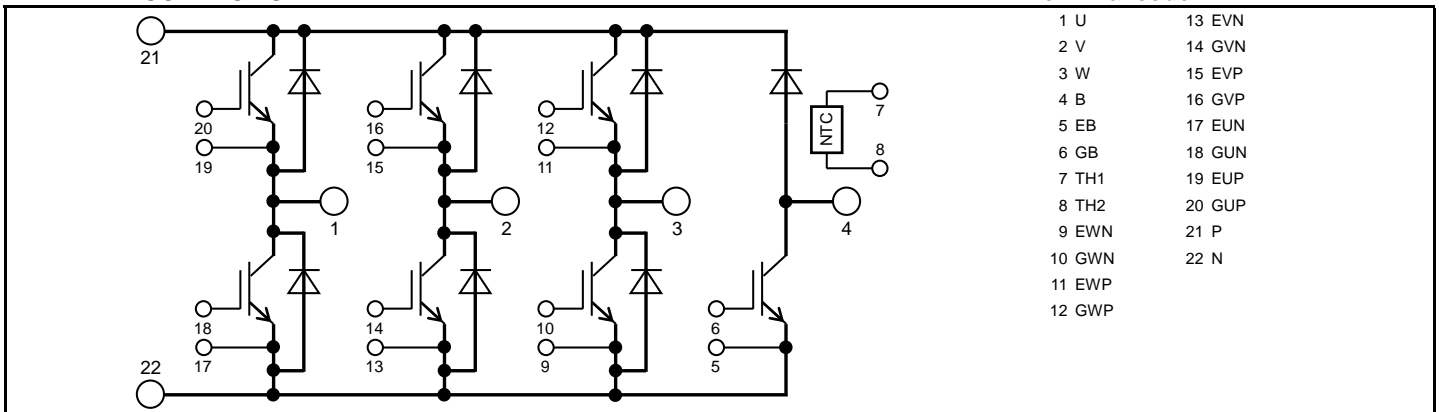 21
20
19
1
18
17
22
16
15
2
14
13
12
11
3
10
9
4
6
5
NTC
7
8
1 U
2 V
3 W
4 B
5 EB
6 GB
7 TH1
8 TH2
9 EWN
10 GWN
11 EWP
12 GWP
13 EVN
14 GVN
15 EVP
16 GVP
17 EUN
18 GUN
19 EUP
20 GUP
21 P
22 N